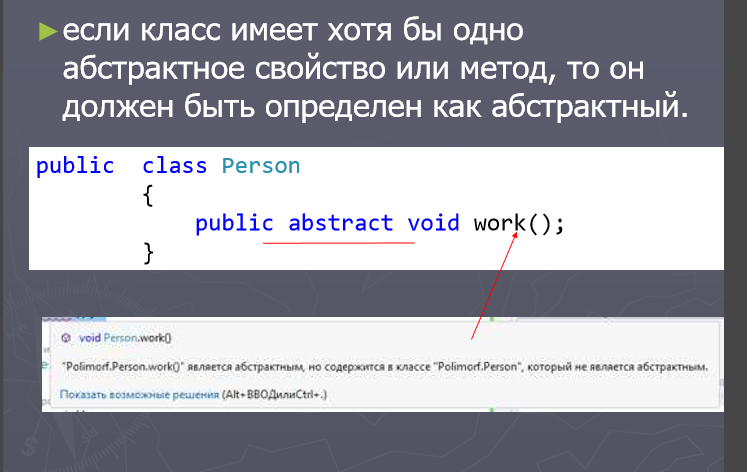 ►если класс имеет хотя бы одно
абстрактное свойство или метод, то он
должен быть определен как абстрактный.
public class Person
{
public abstract void work();
}
void Person.work()
"Polimorf.Person.work()" является абстрактным, но содержится в классе "Polimorf.Person", который не является абстрактным.
Показать возможные решения (Alt+ВВОДилиCtrl+.)